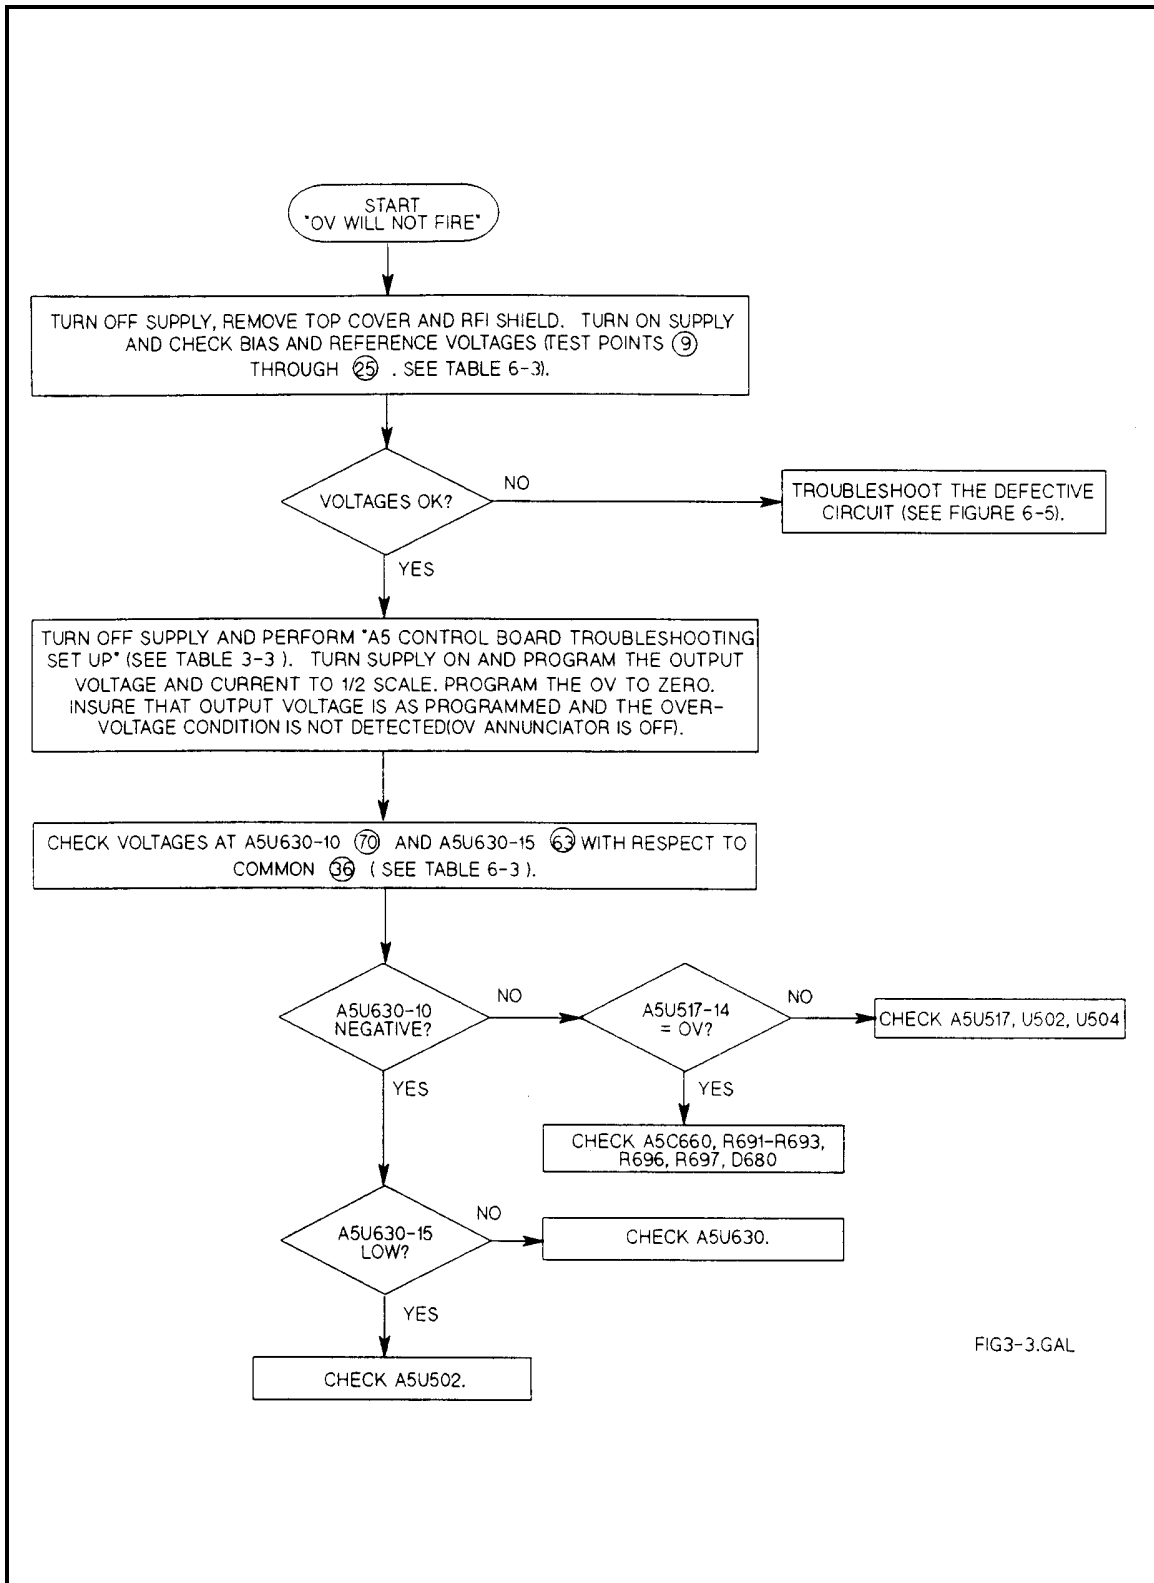 START
"OV WILL NOT FIRE"
TURN OFF SUPPLY, REMOVE TOP COVER AND RFI SHIELD. TURN ON SUPPLY
AND CHECK BIAS AND REFERENCE VOLTAGES (TEST POINTS 9
THROUGH 25 . SEE TABLE 6-3).
VOLTAGES OK?
NO
TROUBLESHOOT THE DEFECTIVE
CIRCUIT (SEE FIGURE 6-5).
YES
TURN OFF SUPPLY AND PERFORM "A5 CONTROL BOARD TROUBLESHOOTING
SET UP" (SEE TABLE 3-3 ). TURN SUPPLY ON AND PROGRAM THE OUTPUT
VOLTAGE AND CURRENT TO 1/2 SCALE. PROGRAM THE OV TO ZERO.
INSURE THAT OUTPUT VOLTAGE IS AS PROGRAMMED AND THE OVER-
VOLTAGE CONDITION IS NOT DETECTED(OV ANNUNCIATOR IS OFF).
CHECK VOLTAGES AT A5U630-10 70 AND A5U630-15 63 WITH RESPECT TO
COMMON 36 ( SEE TABLE 6-3 ).
A5U630-10
NEGATIVE?
NO
A5U517-14
= OV?
NO
CHECK A5U517, U502, U504
YES
YES
CHECK A5C660, R691-R693,
R696, R697, D680
A5U630-15
LOW?
NO
CHECK A5U630.
YES
CHECK A5U502.
FIG3-3.GAL